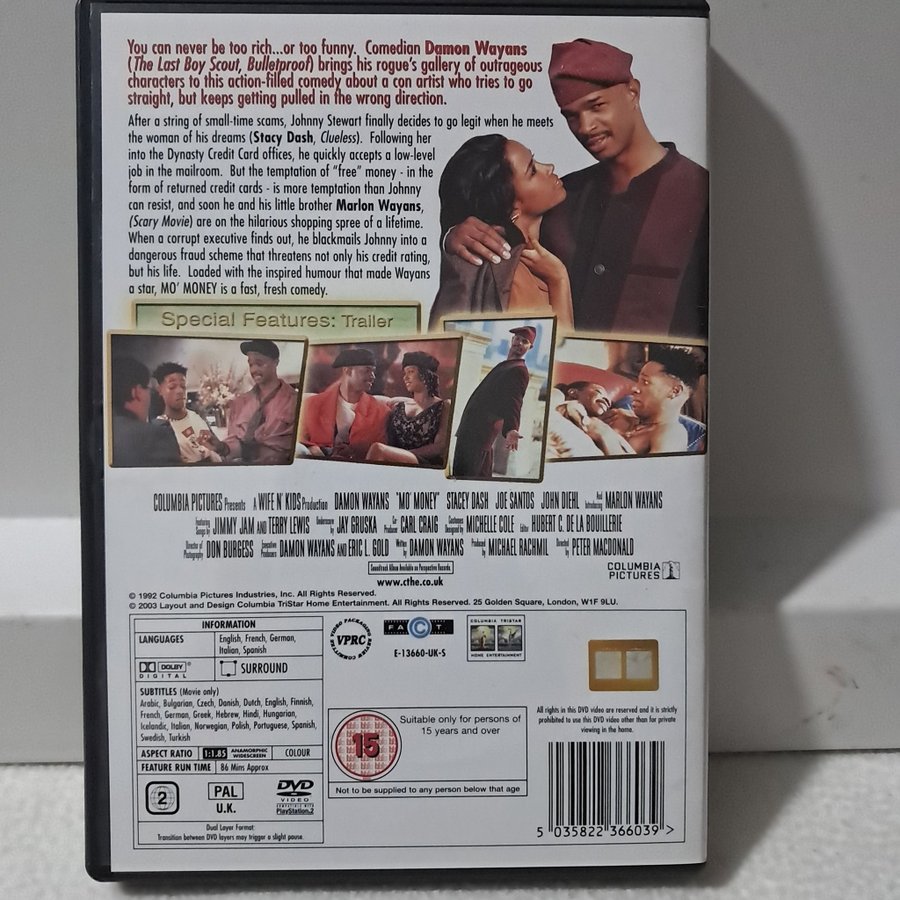 You can never be too rich...or too funny. Comedian Damon Wayans
(The Last Boy Scout, Bulletproof) brings his rogue's gallery of outrageous
characters to this action-filled comedy about a con artist who tries to go
straight, but keeps getting pulled in the wrong direction.
After a string of small-time scams, Johnny Stewart finally decides to go legit when he meets
the woman of his dreams (Stacy Dash, Clueless). Following her
into the Dynasty Credit Card offices, he quickly accepts a low-level
job in the mailroom. But the temptation of "free" money - in the
form of returned credit cards - is more temptation than Johnny
can resist, and soon he and his little brother Marlon Wayans,
(Scary Movie) are on the hilarious shopping spree of a lifetime.
When a corrupt executive finds out, he blackmails Johnny into a
dangerous fraud scheme that threatens not only his credit rating,
but his life. Loaded with the inspired humour that made Wayans
a star, MO' MONEY is a fast, fresh comedy.
Special Features: Trailer
COLUMBIA PICTURES Presents A WIFE N' KIDS Production DAMON WAYANS "MO' MONEY" STACEY DASH JOE SANTOS JOHN DIEHL And Introducing MARLON WAYANS
Featuring Songs by JIMMY JAM AND TERRY LEWIS Underscore by JAY GRUSKA Co Producer CARL CRAIG Costumes Designed by MICHELLE COLE Editor HUBERT C. DE LA BOUILLERIE
Director of Photography DON BURGESS Executive Producers DAMON WAYANS AND ERIC L. GOLD Written by DAMON WAYANS Produced by MICHAEL RACHMIL Directed by PETER MACDONALD
Soundtrack Album Available on Perspective Records
www.cthe.co.uk
COLUMBIA
PICTURES
© 1992 Columbia Pictures Industries, Inc. All Rights Reserved.
© 2003 Layout and Design Columbia TriStar Home Entertainment. All Rights Reserved. 25 Golden Square, London, W1F 9LU.
INFORMATION
LANGUAGES English, French, German,
Italian, Spanish
DOLBY
DIGITAL
SURROUND
SUBTITLES (Movie only)
Arabic, Bulgarian, Czech, Danish, Dutch, English, Finnish,
French, German, Greek, Hebrew, Hindi, Hungarian,
Icelandic, Italian, Norwegian, Polish, Portuguese, Spanish,
Swedish, Turkish
ASPECT RATIO 1:1.85 ANAMORPHIC WIDESCREEN COLOUR
FEATURE RUN TIME 86 Mins Approx
2
PAL
U.K.
DVD
VIDEO
COMPATIBLE WITH
PlayStation.2
Dual Layer Format:
Transition between DVD layers may trigger a slight pause.
VIDEO PACKAGING REVIEW COMMITTEE
VPRC
FACT
E-13660-UK-S
COLUMBIA TRISTAR
HOME ENTERTAINMENT
15
Suitable only for persons of
15 years and over
Not to be supplied to any person below that age
All rights in this DVD video are reserved and it is strictly
prohibited to use this DVD video other than for private
viewing in the home.
5 035822 366039 >